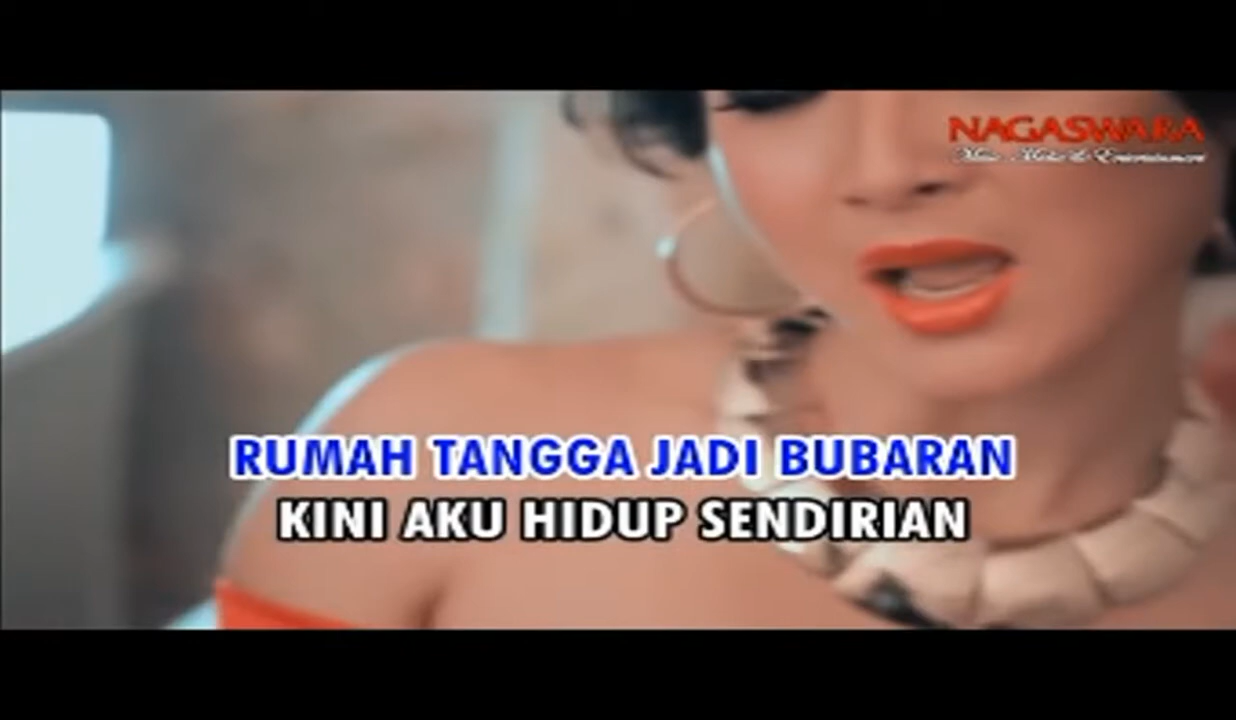 NAGASWARA
RUMAH TANGGA JADI BUBARAN
KINI AKU HIDUP SENDIRIAN